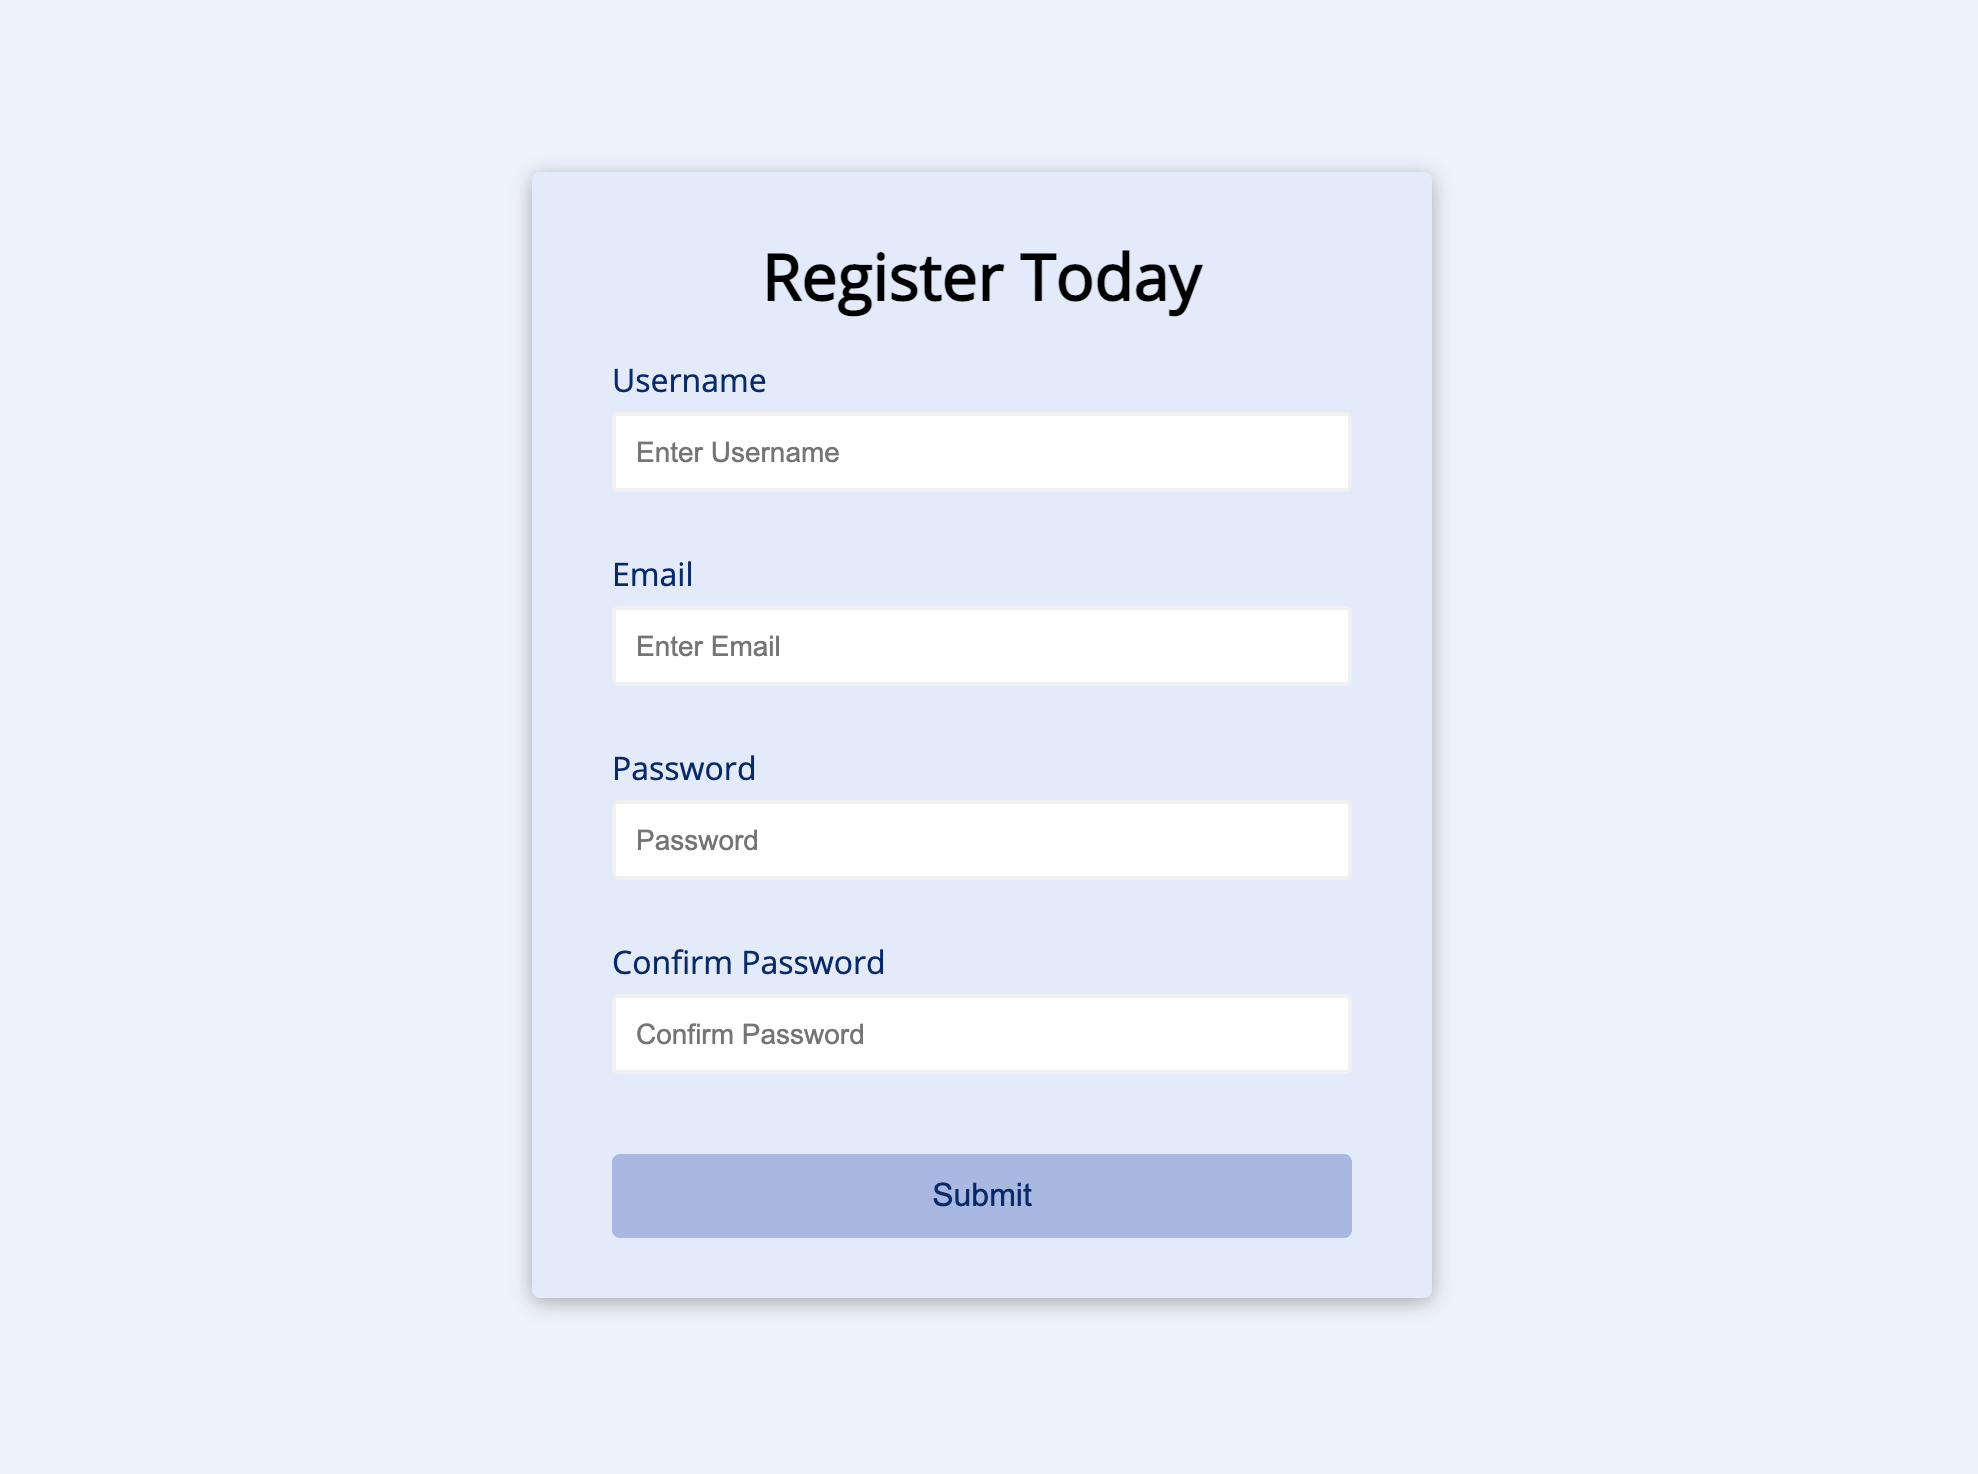 Register Today
Username
Enter Username
Email
Enter Email
Password
Password
Confirm Password
Confirm Password
Submit